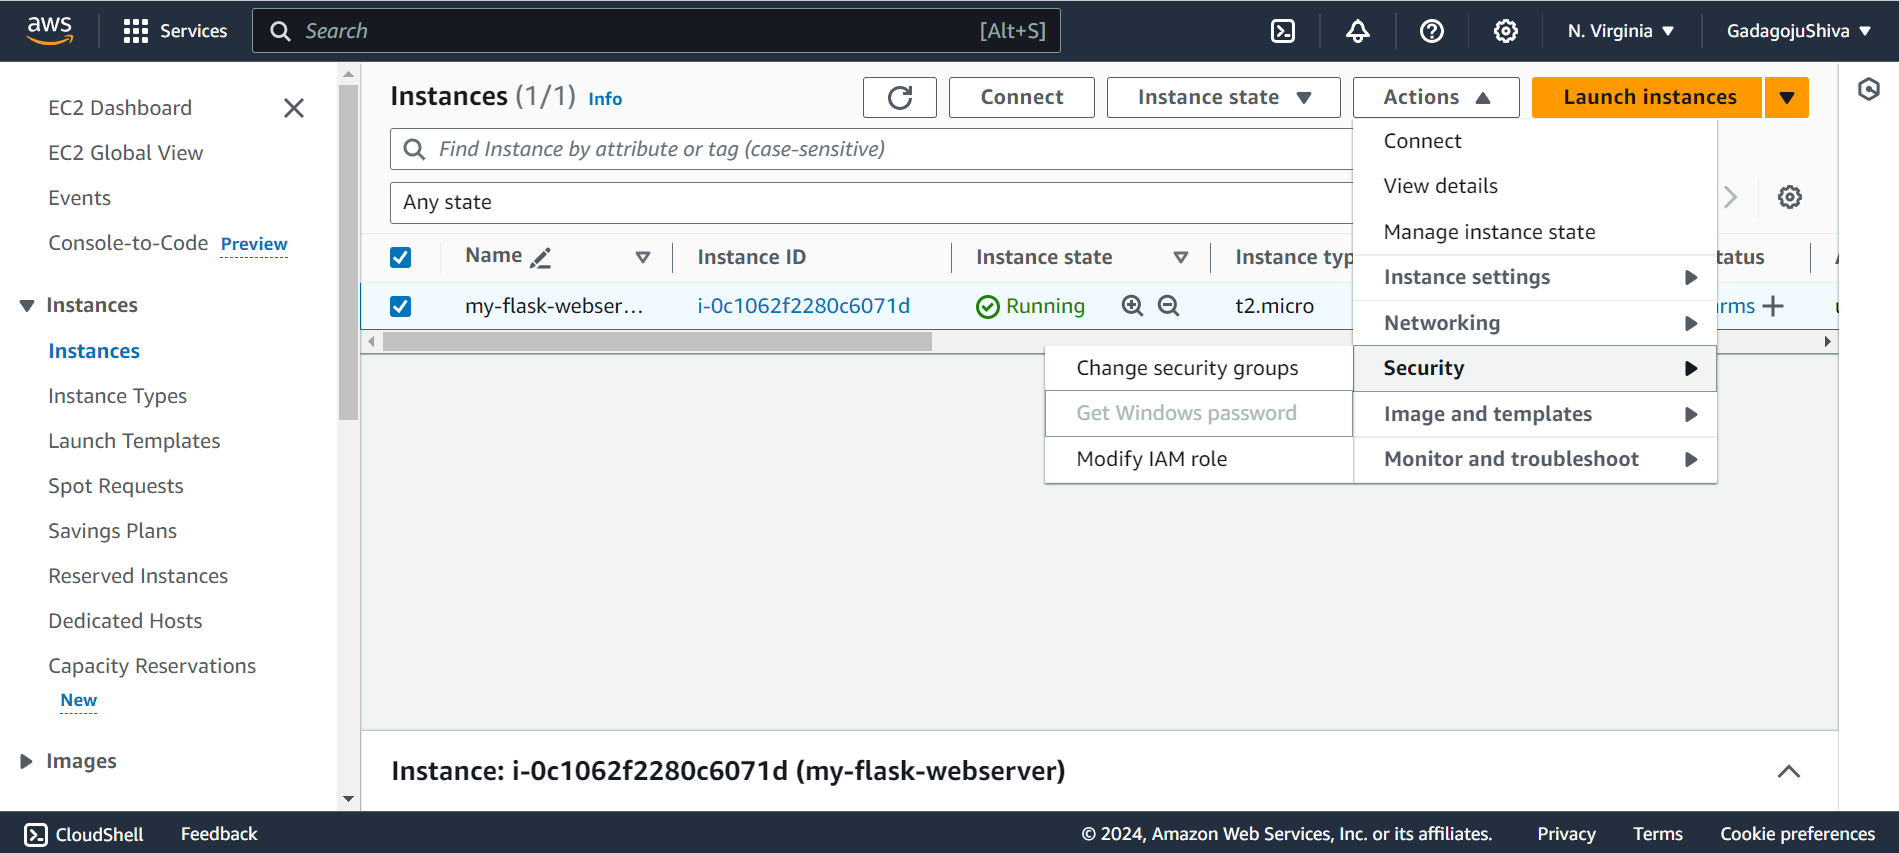 aws
Services
Search
[Alt+S]
N. Virginia
GadagojuShiva
EC2 Dashboard
EC2 Global View
Events
Console-to-Code Preview
Instances
Instances
Instance Types
Launch Templates
Spot Requests
Savings Plans
Reserved Instances
Dedicated Hosts
Capacity Reservations
New
Images
Instances (1/1) Info
Connect
Instance state
Actions
Launch instances
Find Instance by attribute or tag (case-sensitive)
Any state
Name
Instance ID
Instance state
Instance typ
tatus
my-flask-webser…
i-0c1062f2280c6071d
Running
t2.micro
arms
Connect
View details
Manage instance state
Instance settings
Networking
Security
Image and templates
Monitor and troubleshoot
Change security groups
Get Windows password
Modify IAM role
Instance: i-0c1062f2280c6071d (my-flask-webserver)
CloudShell
Feedback
© 2024, Amazon Web Services, Inc. or its affiliates.
Privacy
Terms
Cookie preferences